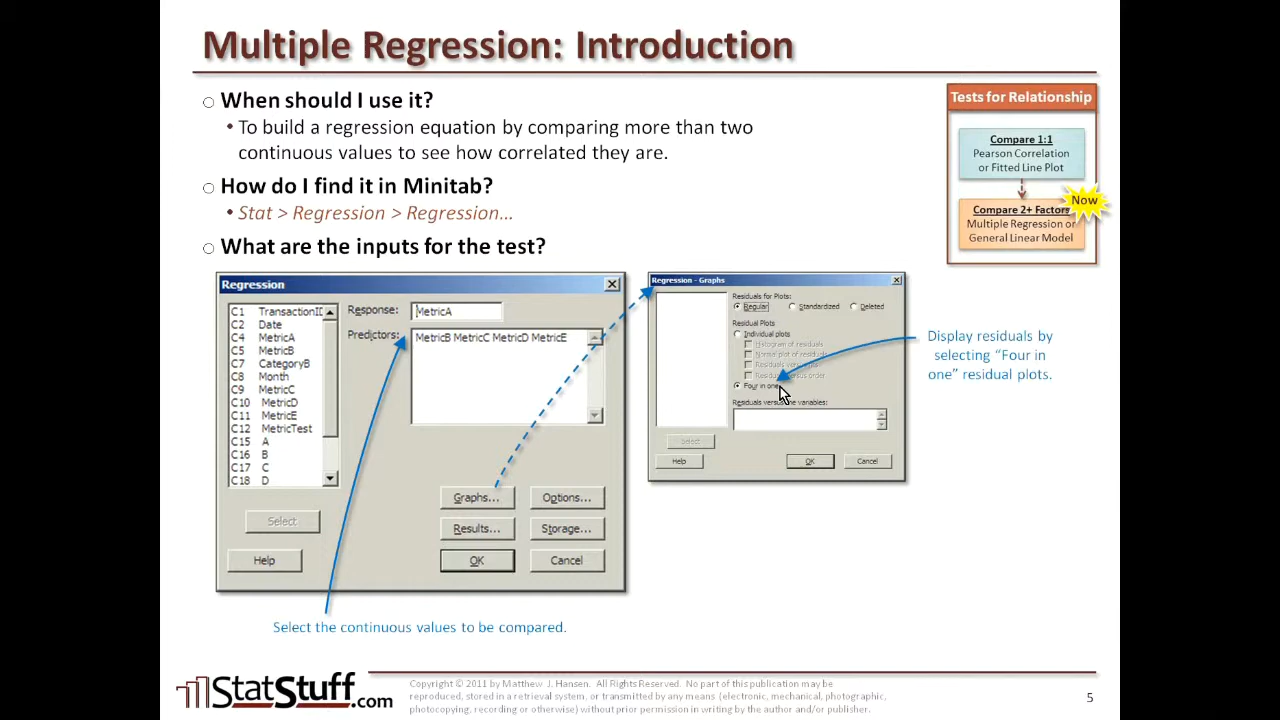 Multiple Regression: Introduction
When should I use it?
• To build a regression equation by comparing more than two
continuous values to see how correlated they are.
How do I find it in Minitab?
• Stat > Regression > Regression...
What are the inputs for the test?
Tests for Relationship
Compare 1:1
Pearson Correlation
or Fitted Line Plot
Now
Compare 2+ Factors
Multiple Regression or
General Linear Model
Regression
C1 TransactionID
C2 Date
C4 MetricA
C5 MetricB
C7 CategoryB
C8 Month
C9 MetricC
C10 MetricD
C11 MetricE
C12 MetricTest
C15 A
C16 B
C17 C
C18 D
Response: MetricA
Predictors: MetricB MetricC MetricD MetricE
Select
Graphs... Options...
Results... Storage...
Help OK Cancel
Select the continuous values to be compared.
Regression - Graphs
Residuals for Plots:
Regular Standardized Deleted
Residual Plots
Individual plots
Histogram of residuals
Normal plot of residuals
Residuals versus
Residuals versus order
Four in one
Residuals versus the variables:
Select
Help OK Cancel
Display residuals by
selecting "Four in
one" residual plots.
StatStuff.com
Copyright © 2011 by Matthew. J. Hansen. All Rights Reserved. No part of this publication may be
reproduced, stored in a retrieval system, or transmitted by any means (electronic, mechanical, photographic,
photocopying, recording or otherwise) without prior permission in writing by the author and/or publisher.
5